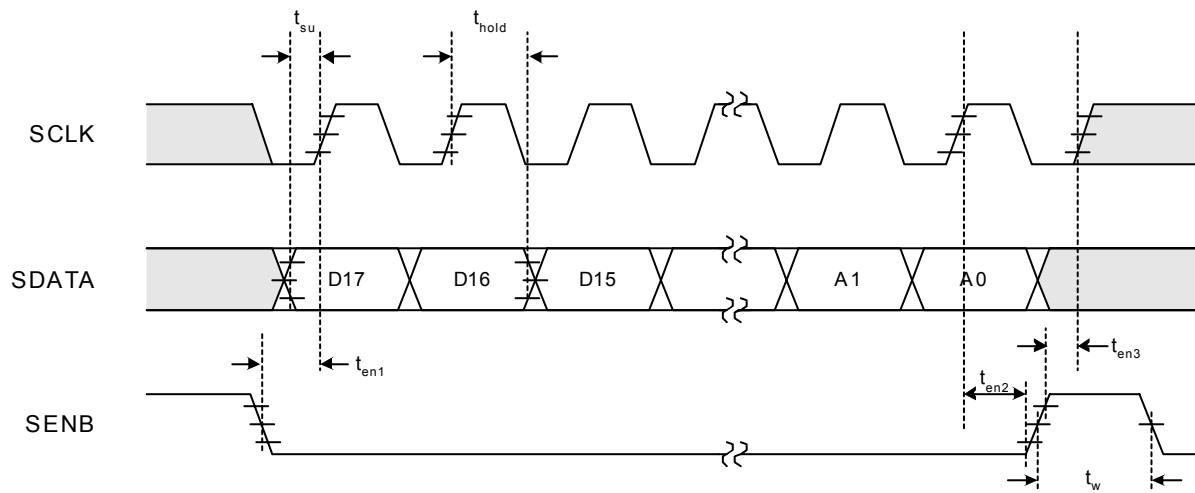 tsu
thold
SCLK
SDATA
D17
D16
D15
A1
A0
ten1
ten2
ten3
SENB
tw